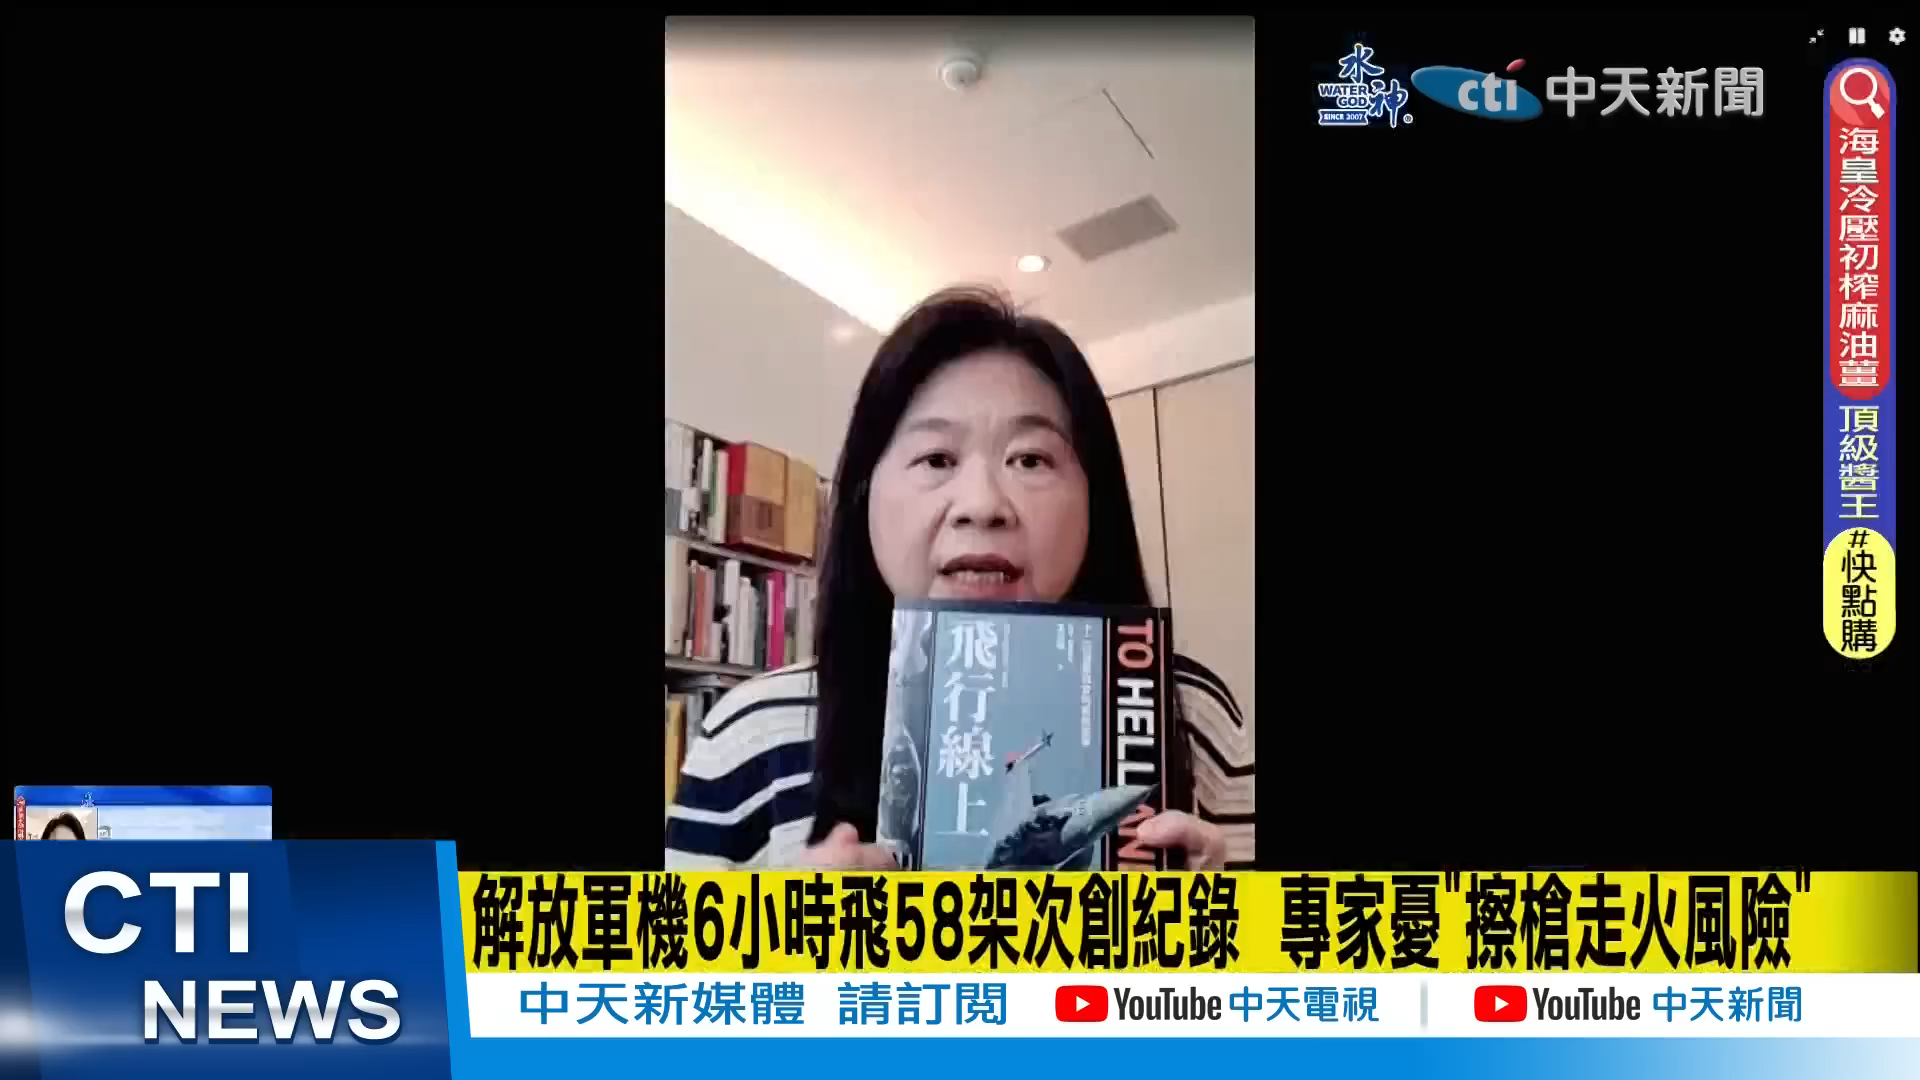 水神
WATER
GOD
SINCE 2007
cti 中天新聞
海皇冷壓初榨麻油薑
頂級醬王
#快點購
飛行線上
TO HELL AN
CTI
NEWS
解放軍機6小時飛58架次創紀錄 專家憂"擦槍走火風險"
中天新媒體 請訂閱 YouTube 中天電視 | YouTube 中天新聞